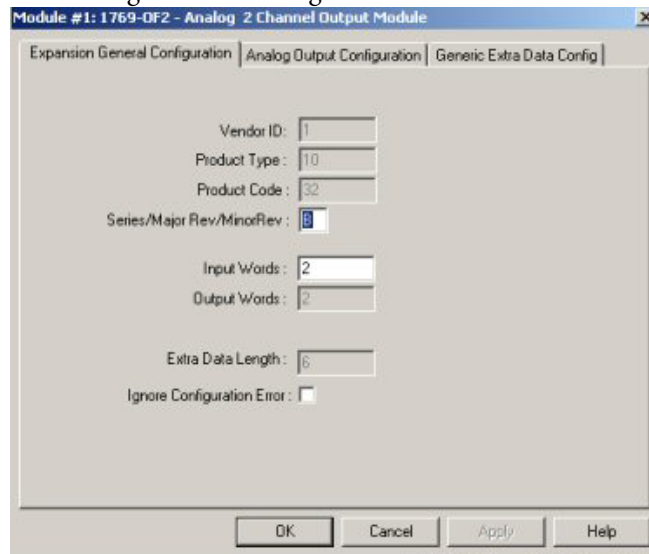 Module #1: 1769-OF2 - Analog 2 Channel Output Module
Expansion General Configuration Analog Output Configuration Generic Extra Data Config
Vendor ID: 1
Product Type : 10
Product Code : 32
Series/Major Rev/MinorRev : B
Input Words : 2
Output Words : 2
Extra Data Length : 6
Ignore Configuration Error :
OK Cancel Apply Help